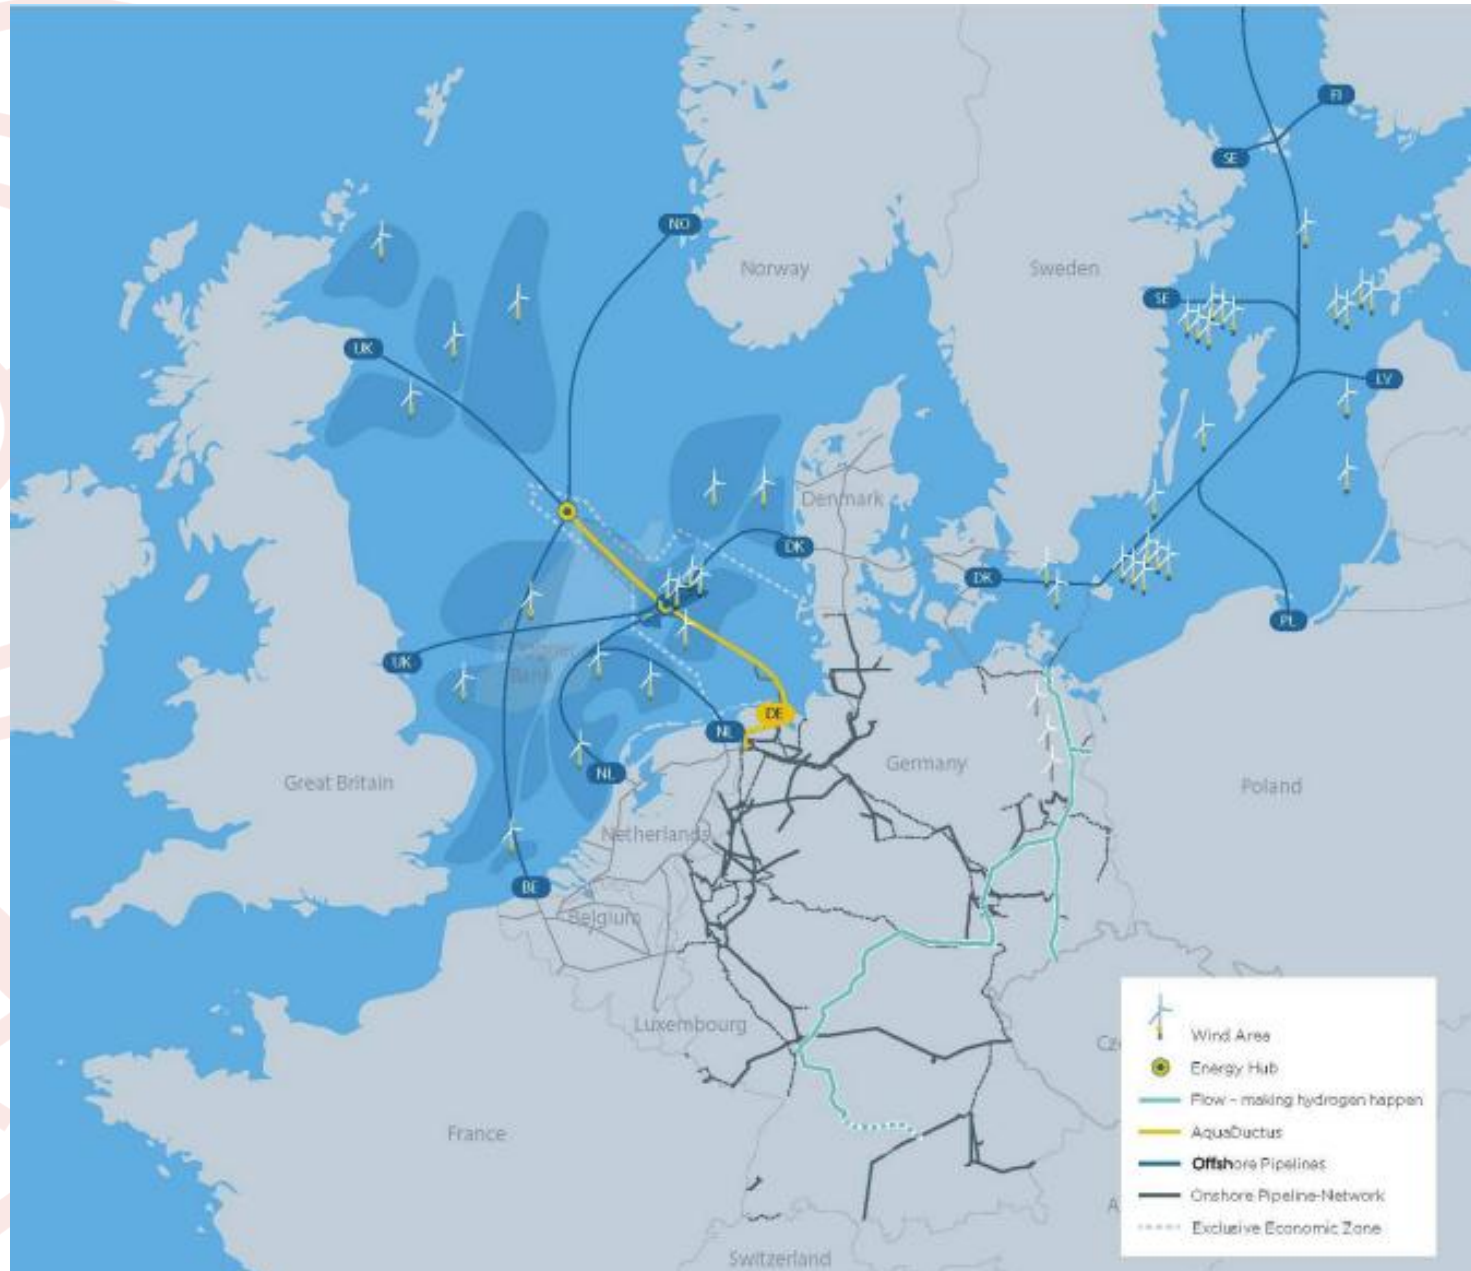 FI
SE
NO
Norway
Sweden
SE
UK
LV
Denmark
DK
DK
PL
UK
Bank
DE
NL
NL
Germany
Great Britain
Poland
Netherlands
BE
Belgium
Luxembourg
Cze
France
A
Switzerland
Wind Area
Energy Hub
Flow – making hydrogen happen
AquaDuctus
Offshore Pipelines
Onshore Pipeline-Network
Exclusive Economic Zone